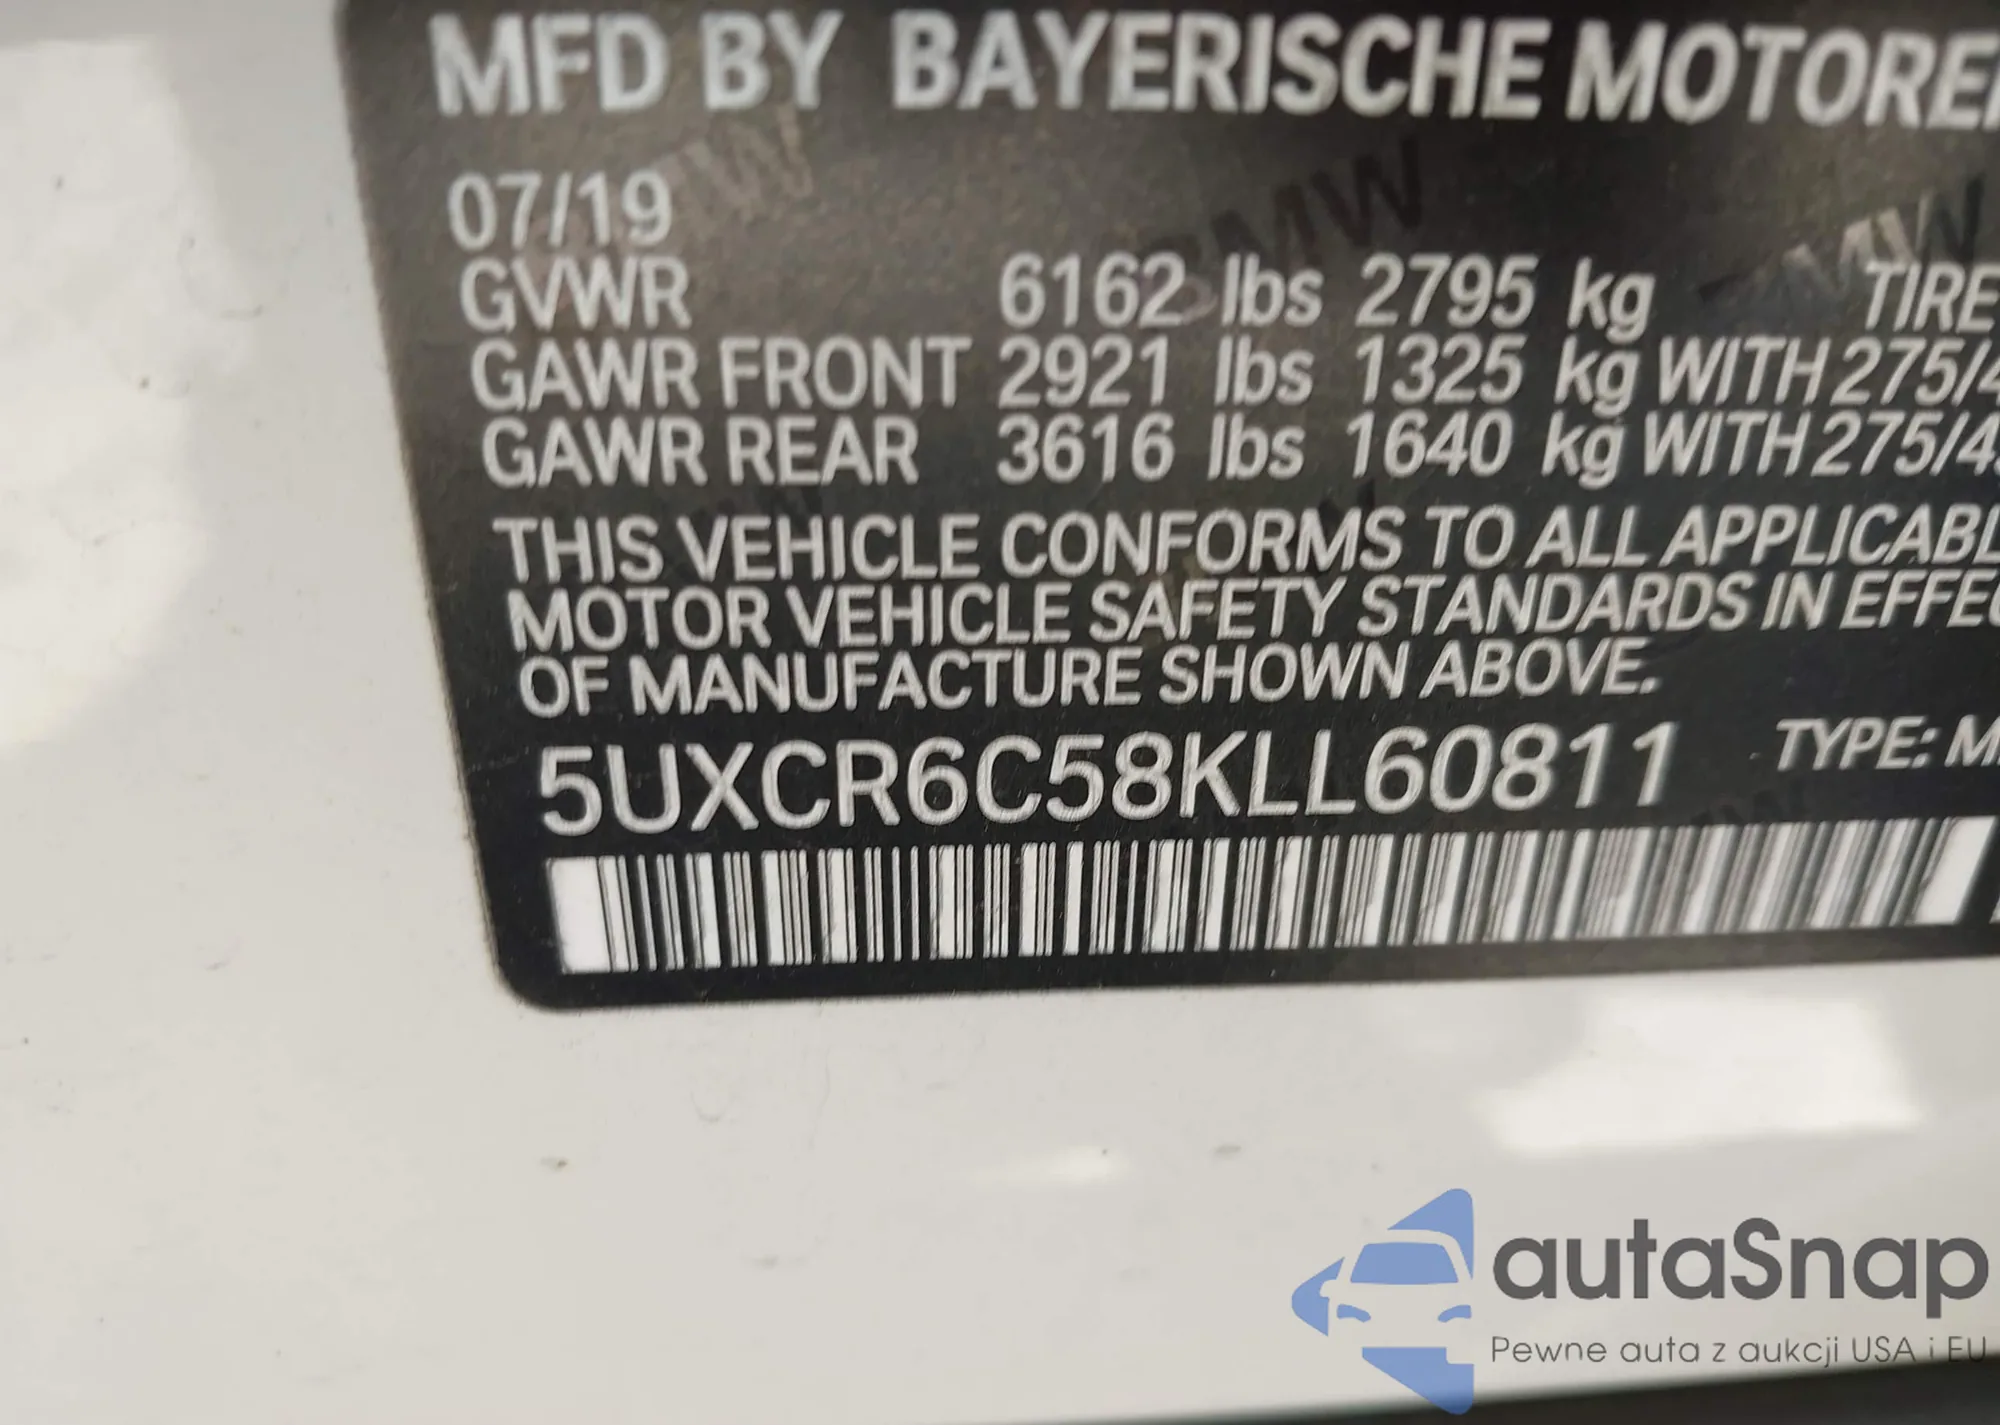 MFD BY BAYERISCHE MOTOREN
07/19
GVWR 6162 lbs 2795 kg TIRE
GAWR FRONT 2921 lbs 1325 kg WITH 275/4
GAWR REAR 3616 lbs 1640 kg WITH 275/4
THIS VEHICLE CONFORMS TO ALL APPLICABL
MOTOR VEHICLE SAFETY STANDARDS IN EFFEC
OF MANUFACTURE SHOWN ABOVE.
5UXCR6C58KLL60811 TYPE: M
autaSnap
Pewne auta z aukcji USA i EU